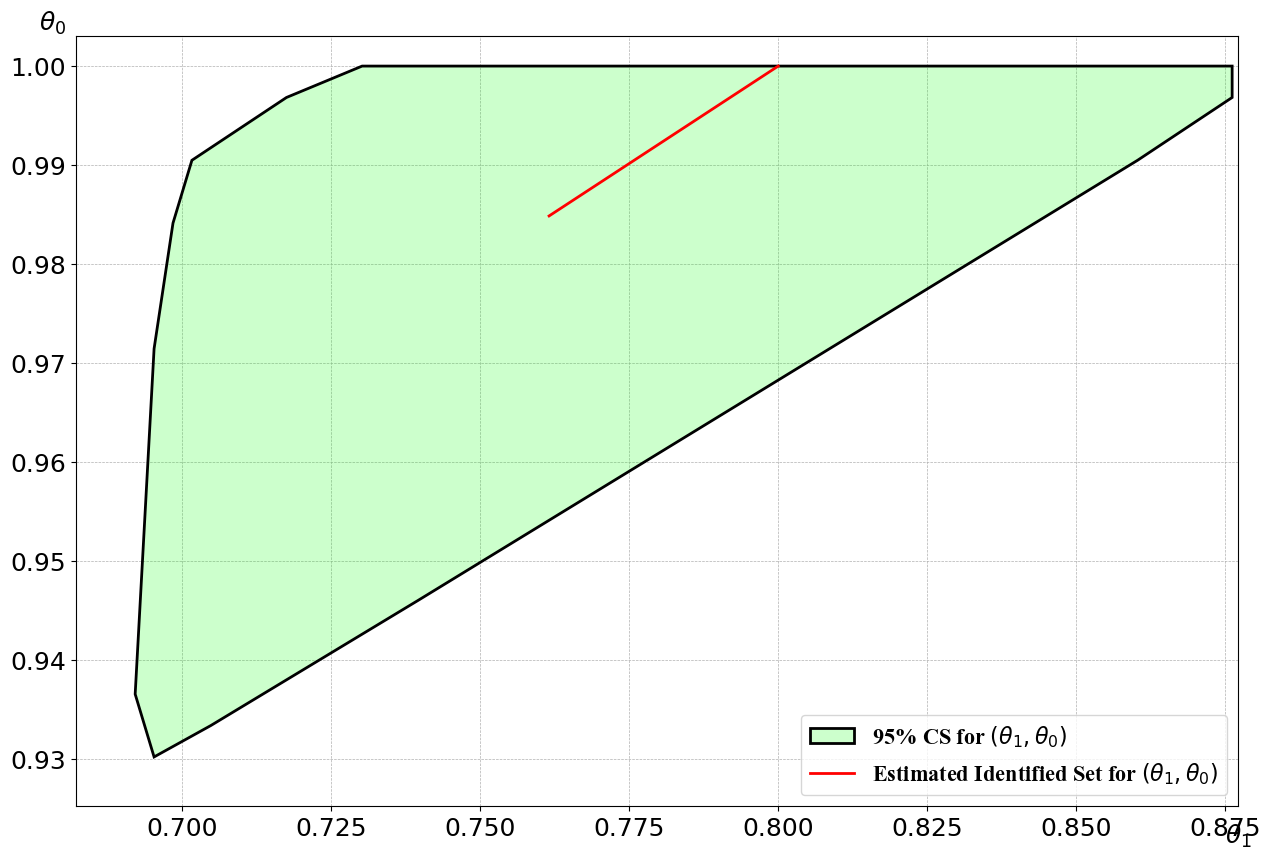 θ₀
1.00
0.99
0.98
0.97
0.96
0.95
0.94
0.93
95% CS for (θ₁, θ₀)
Estimated Identified Set for (θ₁, θ₀)
0.700 0.725 0.750 0.775 0.800 0.825 0.850 0.875
θ₁